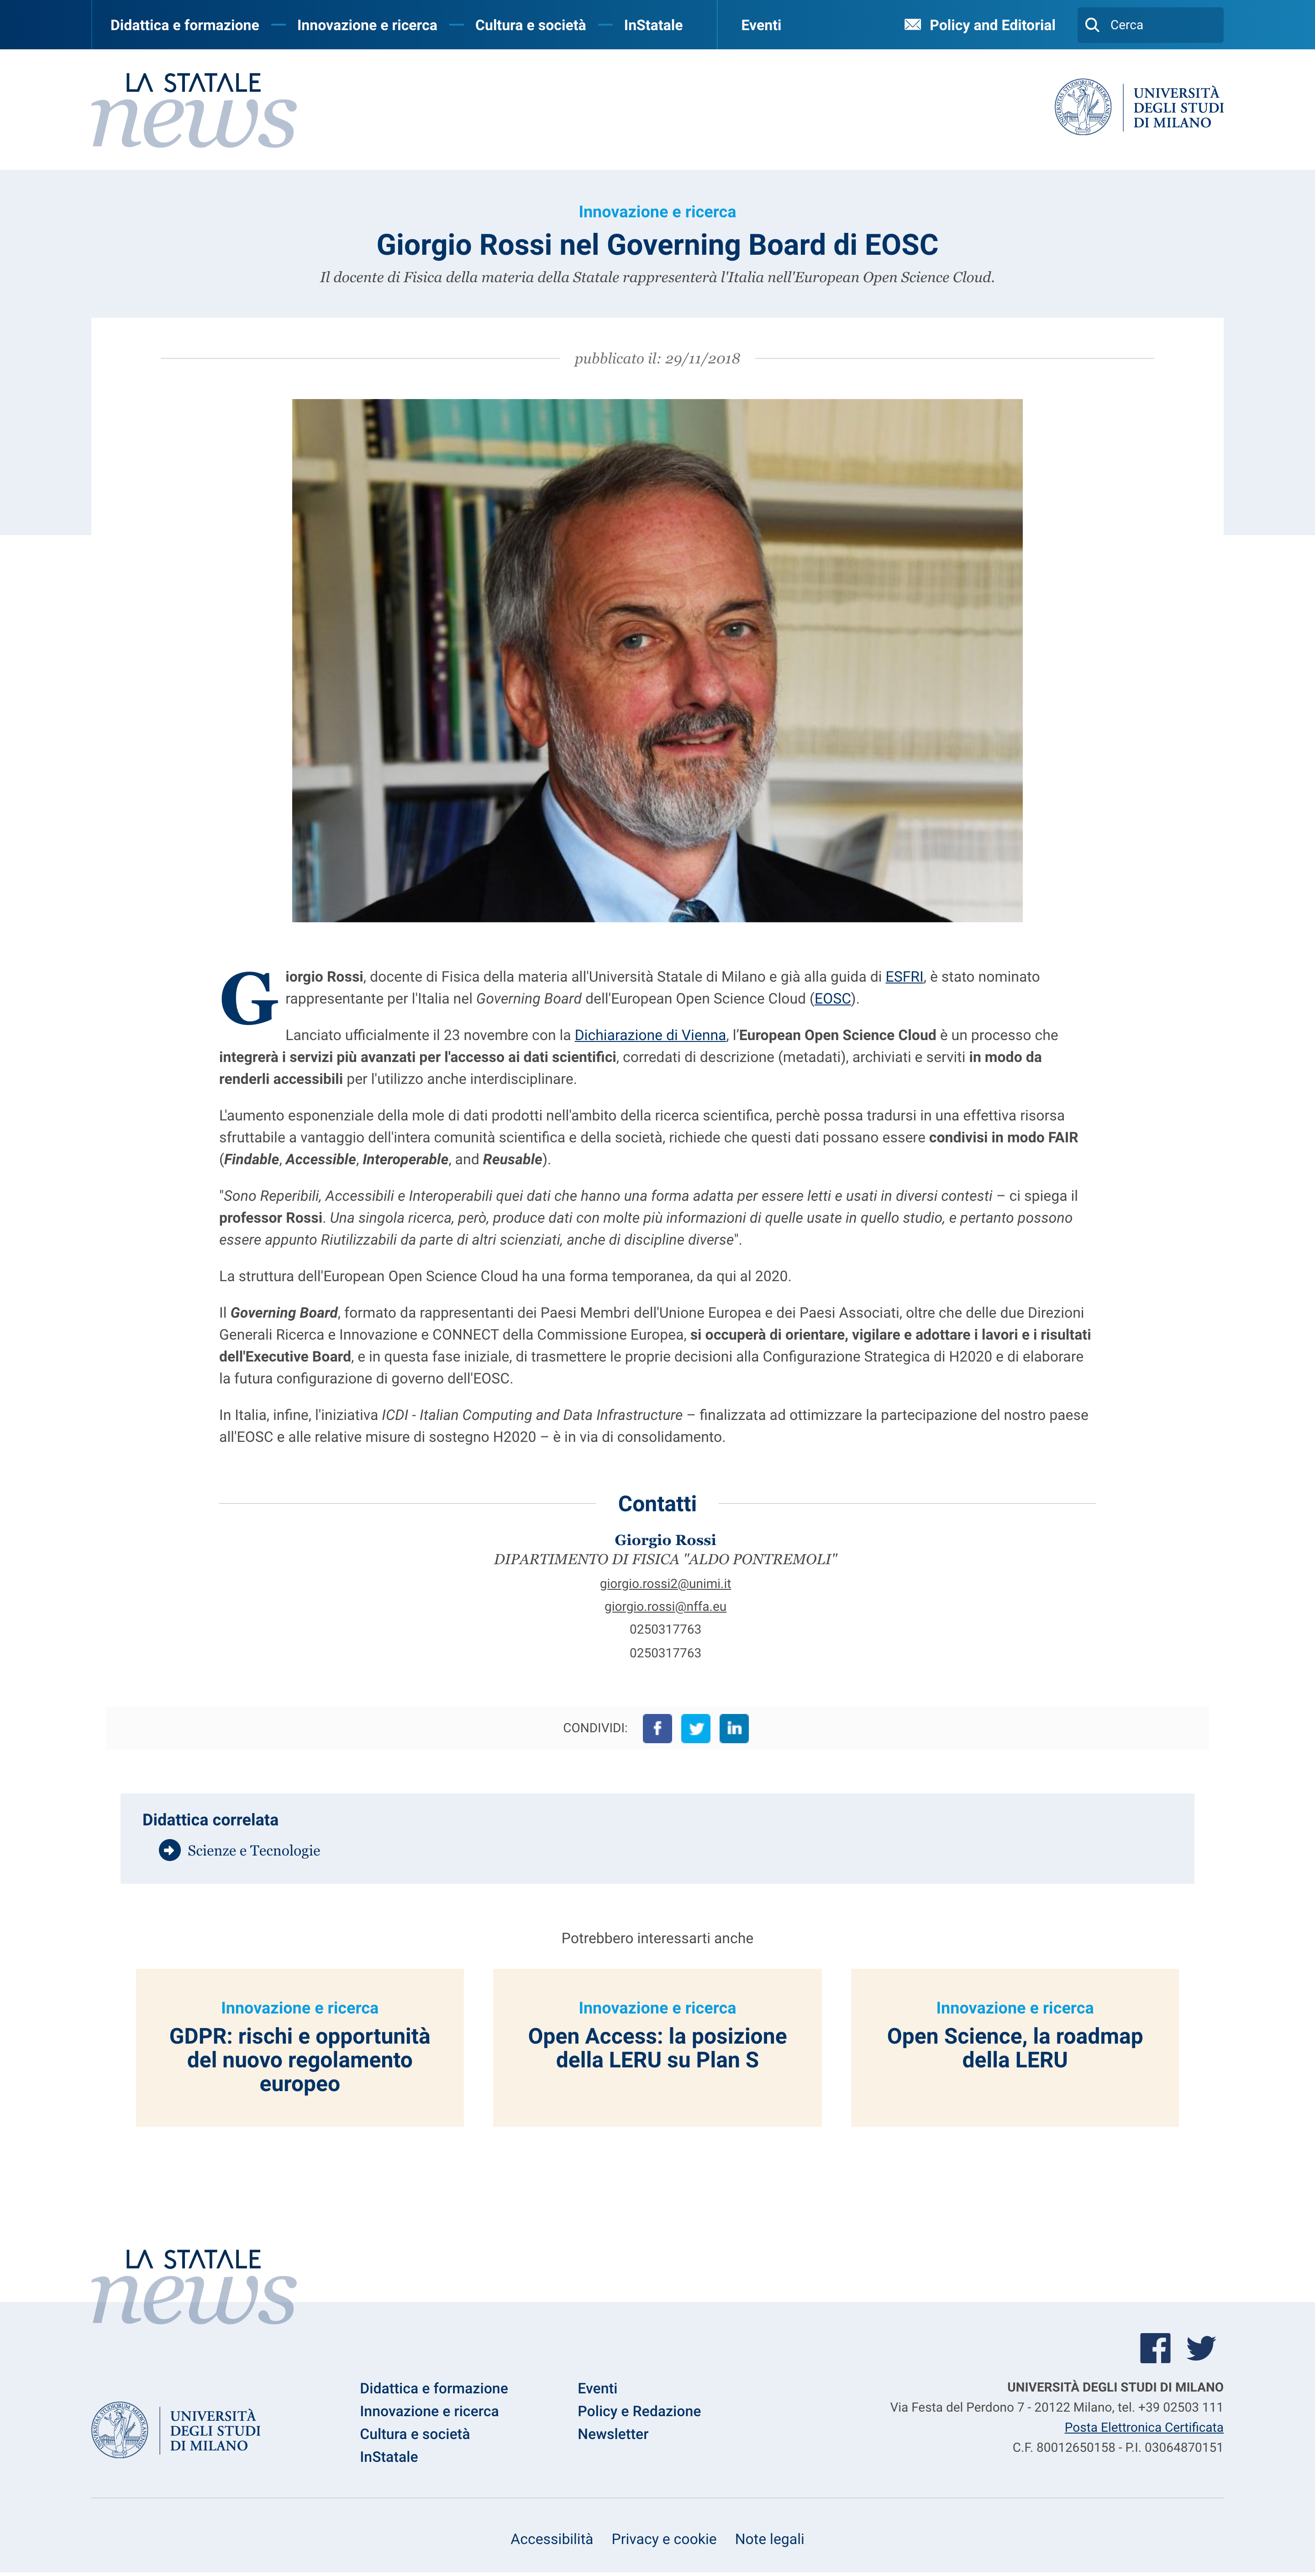 Didattica e formazione Innovazione e ricerca Cultura e società InStatale Eventi Policy and Editorial Cerca
LA STATALE
news
UNIVERSITÀ
DEGLI STUDI
DI MILANO
Innovazione e ricerca
Giorgio Rossi nel Governing Board di EOSC
Il docente di Fisica della materia della Statale rappresenterà l'Italia nell'European Open Science Cloud.
pubblicato il: 29/11/2018
Giorgio Rossi, docente di Fisica della materia all'Università Statale di Milano e già alla guida di ESFRI, è stato nominato
rappresentante per l'Italia nel Governing Board dell'European Open Science Cloud (EOSC).
Lanciato ufficialmente il 23 novembre con la Dichiarazione di Vienna, l'European Open Science Cloud è un processo che
integrerà i servizi più avanzati per l'accesso ai dati scientifici, corredati di descrizione (metadati), archiviati e serviti in modo da
renderli accessibili per l'utilizzo anche interdisciplinare.
L'aumento esponenziale della mole di dati prodotti nell'ambito della ricerca scientifica, perchè possa tradursi in una effettiva risorsa
sfruttabile a vantaggio dell'intera comunità scientifica e della società, richiede che questi dati possano essere condivisi in modo FAIR
(Findable, Accessible, Interoperable, and Reusable).
"Sono Reperibili, Accessibili e Interoperabili quei dati che hanno una forma adatta per essere letti e usati in diversi contesti – ci spiega il
professor Rossi. Una singola ricerca, però, produce dati con molte più informazioni di quelle usate in quello studio, e pertanto possono
essere appunto Riutilizzabili da parte di altri scienziati, anche di discipline diverse".
La struttura dell'European Open Science Cloud ha una forma temporanea, da qui al 2020.
Il Governing Board, formato da rappresentanti dei Paesi Membri dell'Unione Europea e dei Paesi Associati, oltre che delle due Direzioni
Generali Ricerca e Innovazione e CONNECT della Commissione Europea, si occuperà di orientare, vigilare e adottare i lavori e i risultati
dell'Executive Board, e in questa fase iniziale, di trasmettere le proprie decisioni alla Configurazione Strategica di H2020 e di elaborare
la futura configurazione di governo dell'EOSC.
In Italia, infine, l'iniziativa ICDI - Italian Computing and Data Infrastructure – finalizzata ad ottimizzare la partecipazione del nostro paese
all'EOSC e alle relative misure di sostegno H2020 – è in via di consolidamento.
Contatti
Giorgio Rossi
DIPARTIMENTO DI FISICA "ALDO PONTREMOLI"
giorgio.rossi2@unimi.it
giorgio.rossi@nffa.eu
0250317763
0250317763
CONDIVIDI:
Didattica correlata
Scienze e Tecnologie
Potrebbero interessarti anche
Innovazione e ricerca
GDPR: rischi e opportunità
del nuovo regolamento
europeo
Innovazione e ricerca
Open Access: la posizione
della LERU su Plan S
Innovazione e ricerca
Open Science, la roadmap
della LERU
LA STATALE
news
UNIVERSITÀ
DEGLI STUDI
DI MILANO
Didattica e formazione
Innovazione e ricerca
Cultura e società
InStatale
Eventi
Policy e Redazione
Newsletter
UNIVERSITÀ DEGLI STUDI DI MILANO
Via Festa del Perdono 7 - 20122 Milano, tel. +39 02503 111
Posta Elettronica Certificata
C.F. 80012650158 - P.I. 03064870151
Accessibilità Privacy e cookie Note legali